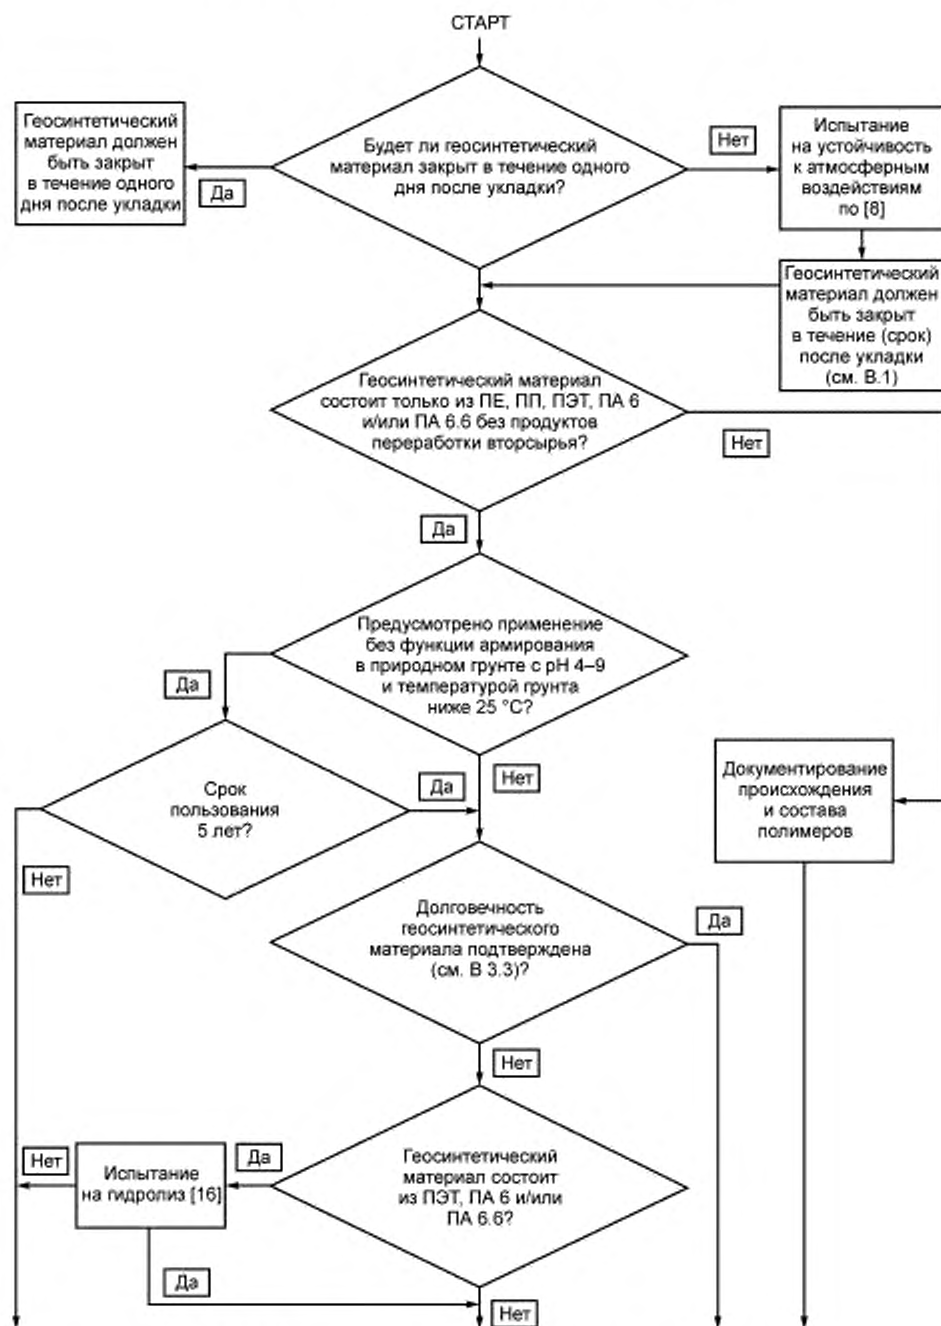 СТАРТ
Геосинтетический
материал должен
быть закрыт
в течение одного
дня после укладки
Да
Будет ли геосинтетический
материал закрыт в течение одного
дня после укладки?
Нет
Испытание
на устойчивость
к атмосферным
воздействиям
по [8]
Геосинтетический
материал должен
быть закрыт
в течение (срок)
после укладки
(см. В.1)
Геосинтетический материал
состоит только из ПЕ, ПП, ПЭТ, ПА 6
и/или ПА 6.6 без продуктов
переработки вторсырья?
Нет
Да
Предусмотрено применение
без функции армирования
в природном грунте с pH 4–9
и температурой грунта
ниже 25 °С?
Да
Нет
Срок
пользования
5 лет?
Да
Нет
Документирование
происхождения
и состава
полимеров
Долговечность
геосинтетического
материала подтверждена
(см. В 3.3)?
Да
Нет
Геосинтетический
материал состоит
из ПЭТ, ПА 6 и/или
ПА 6.6?
Да
Испытание
на гидролиз [16]
Нет
Да
Нет